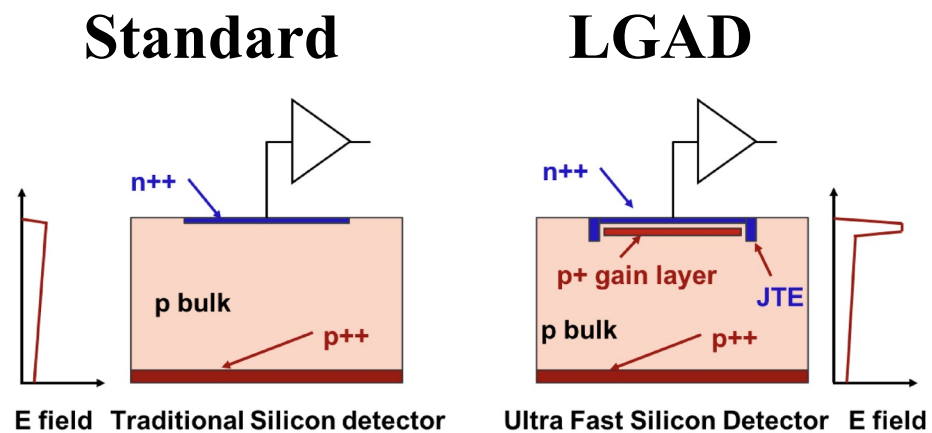 Standard
LGAD
n++
n++
p+ gain layer
JTE
p bulk
p bulk
p++
p++
E field
Traditional Silicon detector
Ultra Fast Silicon Detector
E field